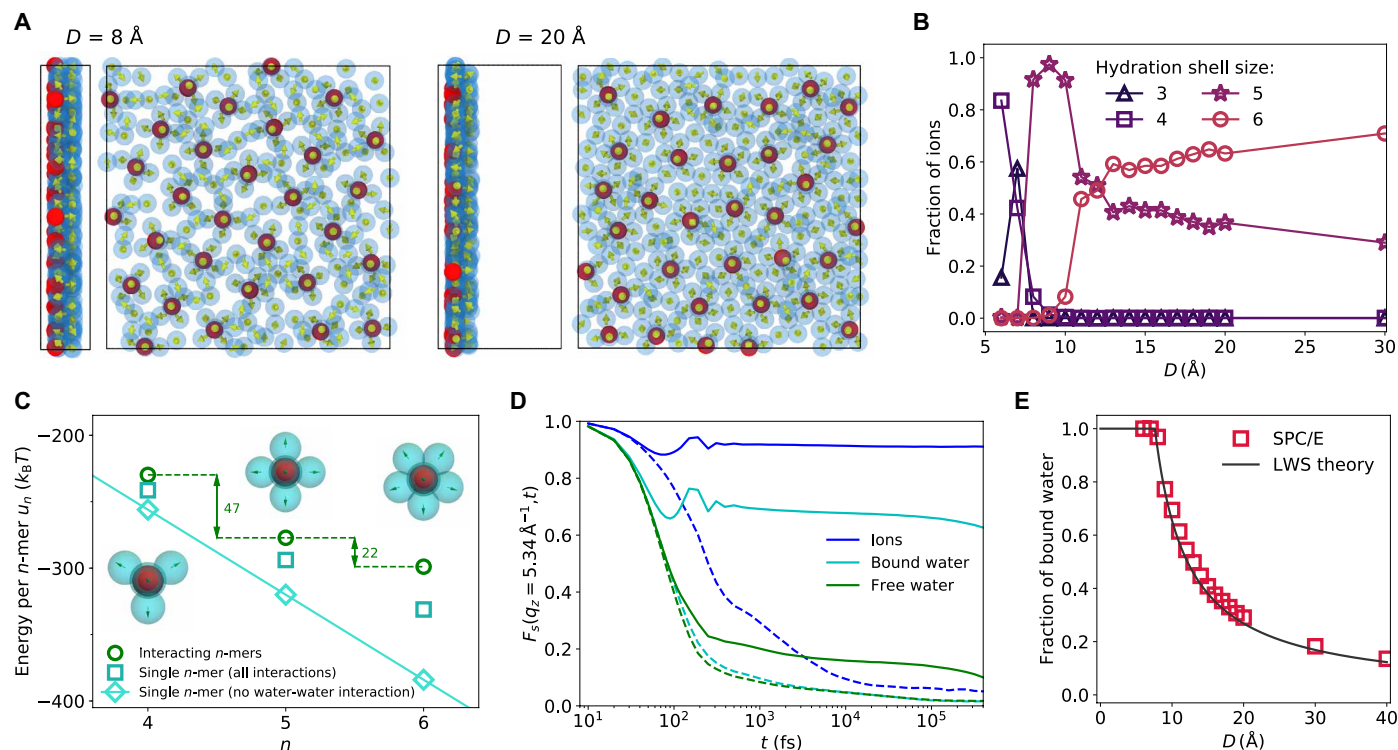 A
D = 8 Å
D = 20 Å
B
Fraction of ions
1.0
0.8
0.6
0.4
0.2
0.0
Hydration shell size:
3
5
4
6
5
10
15
20
25
30
D (Å)
C
Energy per n-mer uₙ (k_BT)
−200
−300
−400
47
22
Interacting n-mers
Single n-mer (all interactions)
Single n-mer (no water-water interaction)
4
5
6
n
D
F_s(q_z = 5.34 Å⁻¹, t)
1.0
0.8
0.6
0.4
0.2
0.0
Ions
Bound water
Free water
10¹
10²
10³
10⁴
10⁵
t (fs)
E
Fraction of bound water
1.0
0.8
0.6
0.4
0.2
0.0
SPC/E
LWS theory
0
10
20
30
40
D (Å)